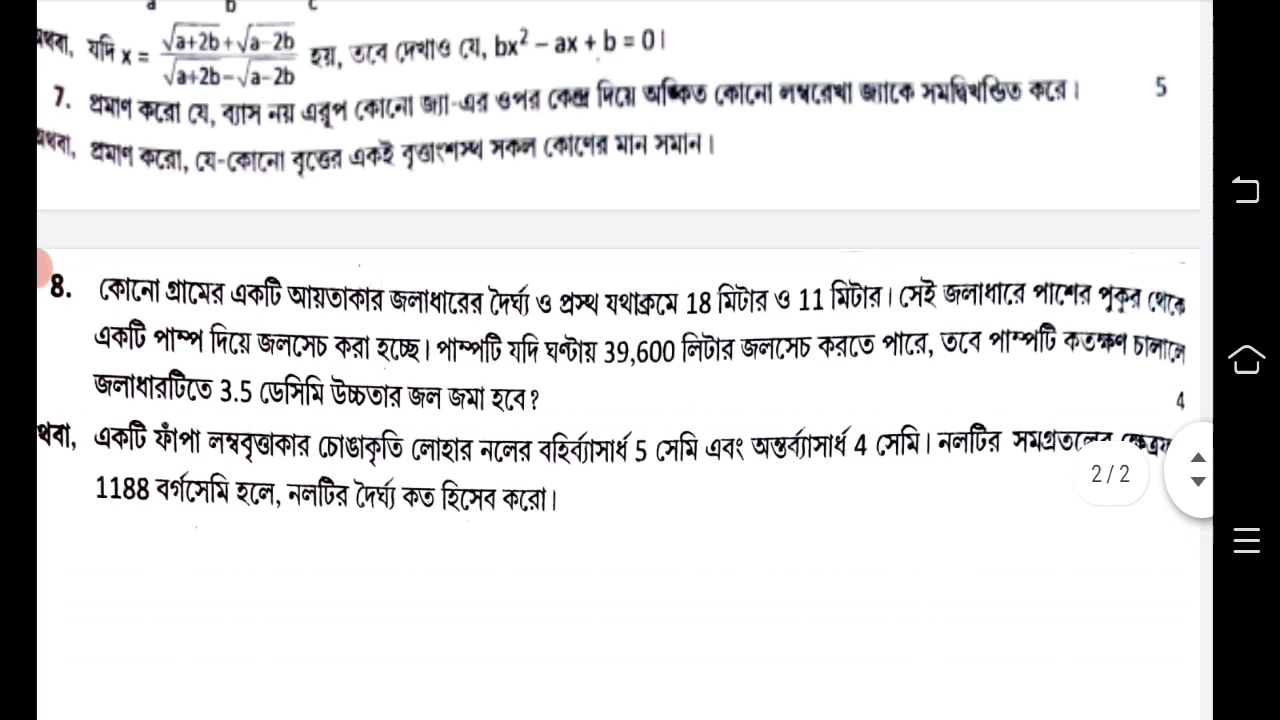 a b c
অথবা, যদি x = √a+2b+√a-2b / √a+2b-√a-2b হয়, তবে দেখাও যে, bx² - ax + b = 0।
7. প্রমাণ করো যে, ব্যাস নয় এরূপ কোনো জ্যা-এর ওপর কেন্দ্র দিয়ে অঙ্কিত কোনো লম্বরেখা জ্যাকে সমদ্বিখণ্ডিত করে। 5
অথবা, প্রমাণ করো, যে-কোনো বৃত্তের একই বৃত্তাংশস্থ সকল কোণের মান সমান।
8. কোনো গ্রামের একটি আয়তাকার জলাধারের দৈর্ঘ্য ও প্রস্থ যথাক্রমে 18 মিটার ও 11 মিটার। সেই জলাধারে পাশের পুকুর থেকে
একটি পাম্প দিয়ে জলসেচ করা হচ্ছে। পাম্পটি যদি ঘণ্টায় 39,600 লিটার জলসেচ করতে পারে, তবে পাম্পটি কতক্ষণ চালালে
জলাধারটিতে 3.5 ডেসিমি উচ্চতার জল জমা হবে? 4
থবা, একটি ফাঁপা লম্ববৃত্তাকার চোঙাকৃতি লোহার নলের বহির্ব্যাসার্ধ 5 সেমি এবং অন্তর্ব্যাসার্ধ 4 সেমি। নলটির সমগ্রতলের
1188 বর্গসেমি হলে, নলটির দৈর্ঘ্য কত হিসেব করো।
2/2